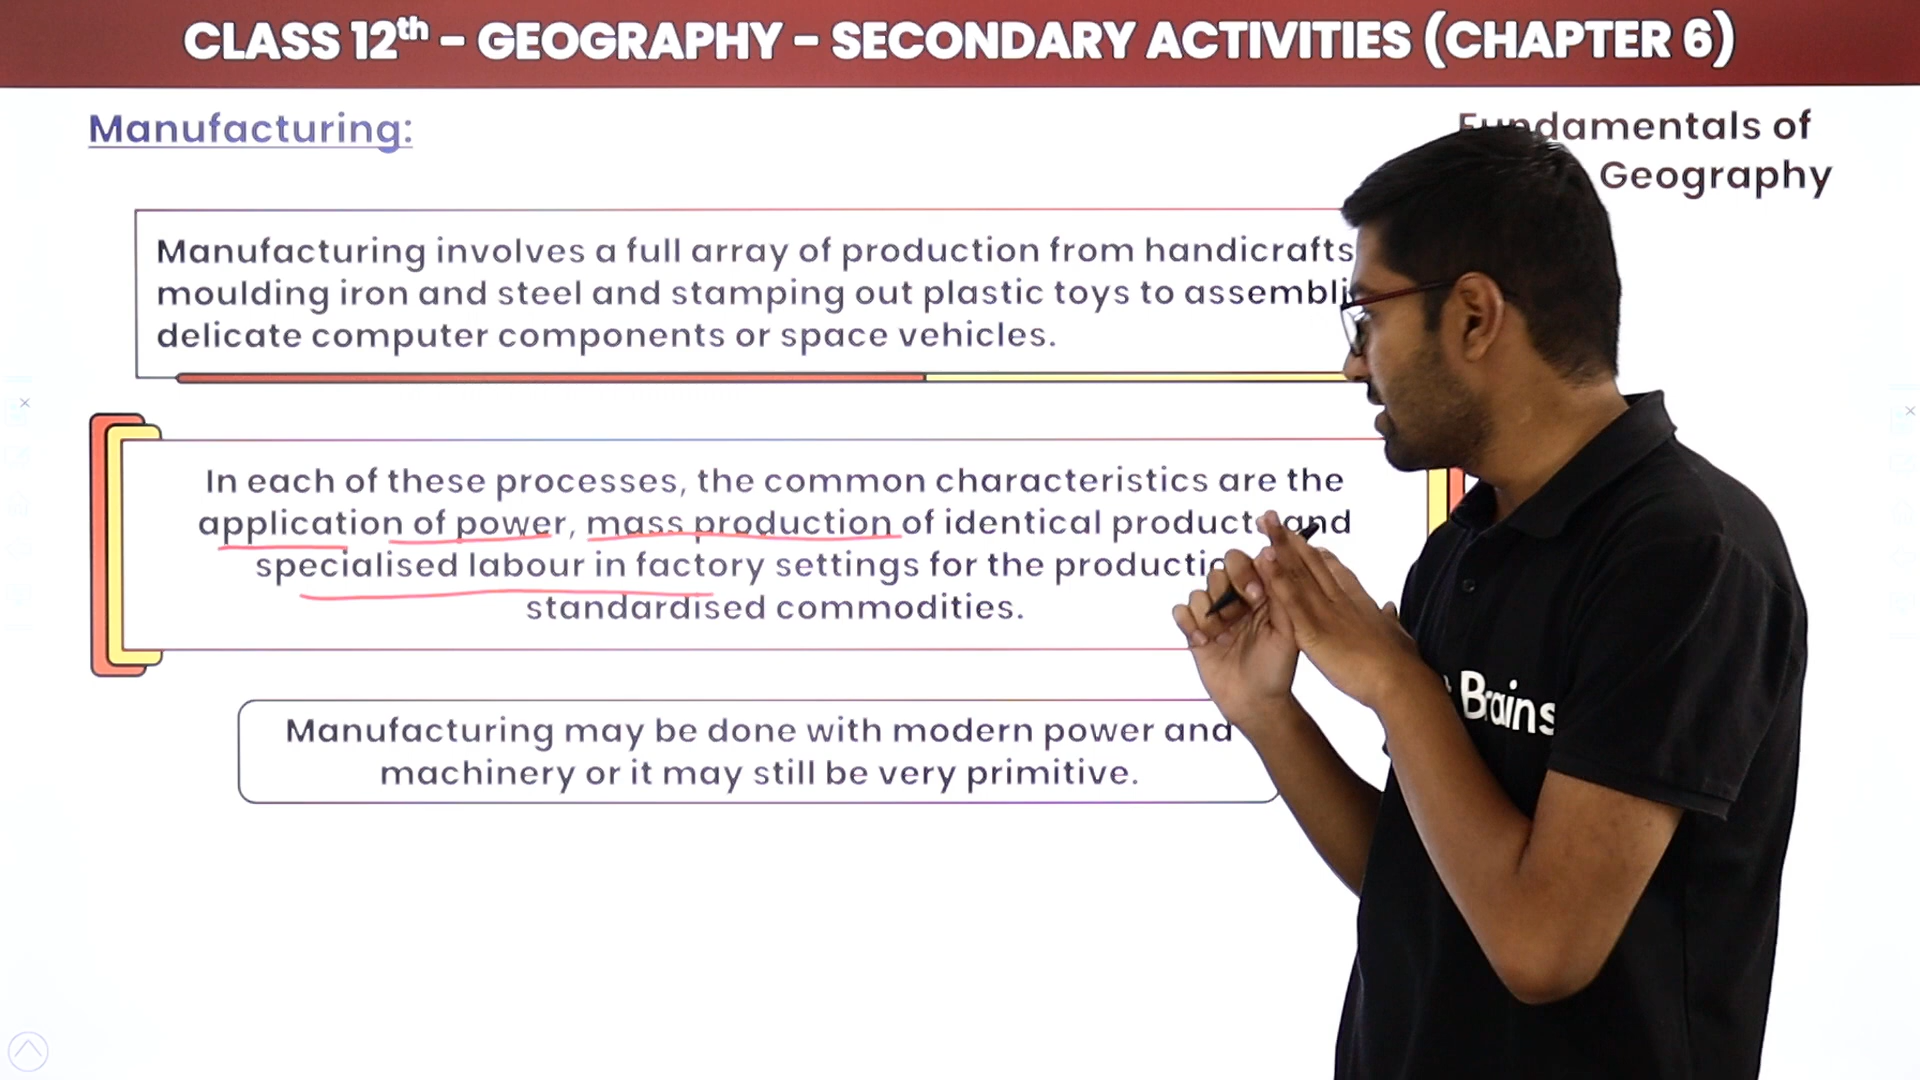 CLASS 12th - GEOGRAPHY - SECONDARY ACTIVITIES (CHAPTER 6)
Manufacturing:
Fundamentals of
Geography
Manufacturing involves a full array of production from handicrafts
moulding iron and steel and stamping out plastic toys to
delicate computer components or space vehicles.
In each of these processes, the common characteristics are the
application of power, mass production of identical products and
specialised labour in factory settings for the
standardised commodities.
Manufacturing may be done with modern power and
machinery or it may still be very primitive.
Brains